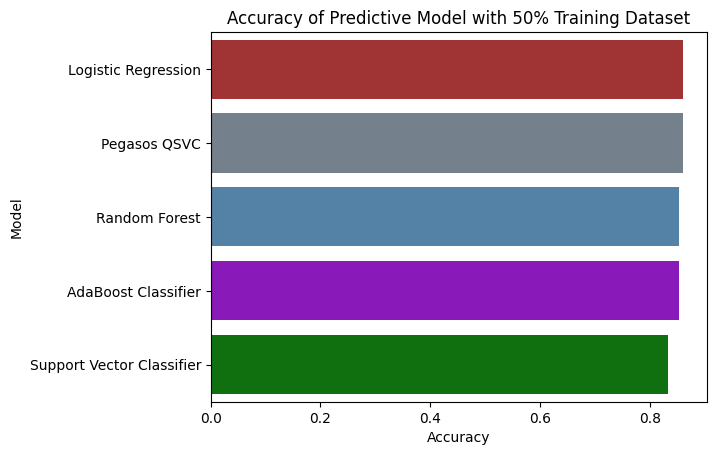 Accuracy of Predictive Model with 50% Training Dataset
Model
Logistic Regression
Pegasos QSVC
Random Forest
AdaBoost Classifier
Support Vector Classifier
0.0 0.2 0.4 0.6 0.8
Accuracy